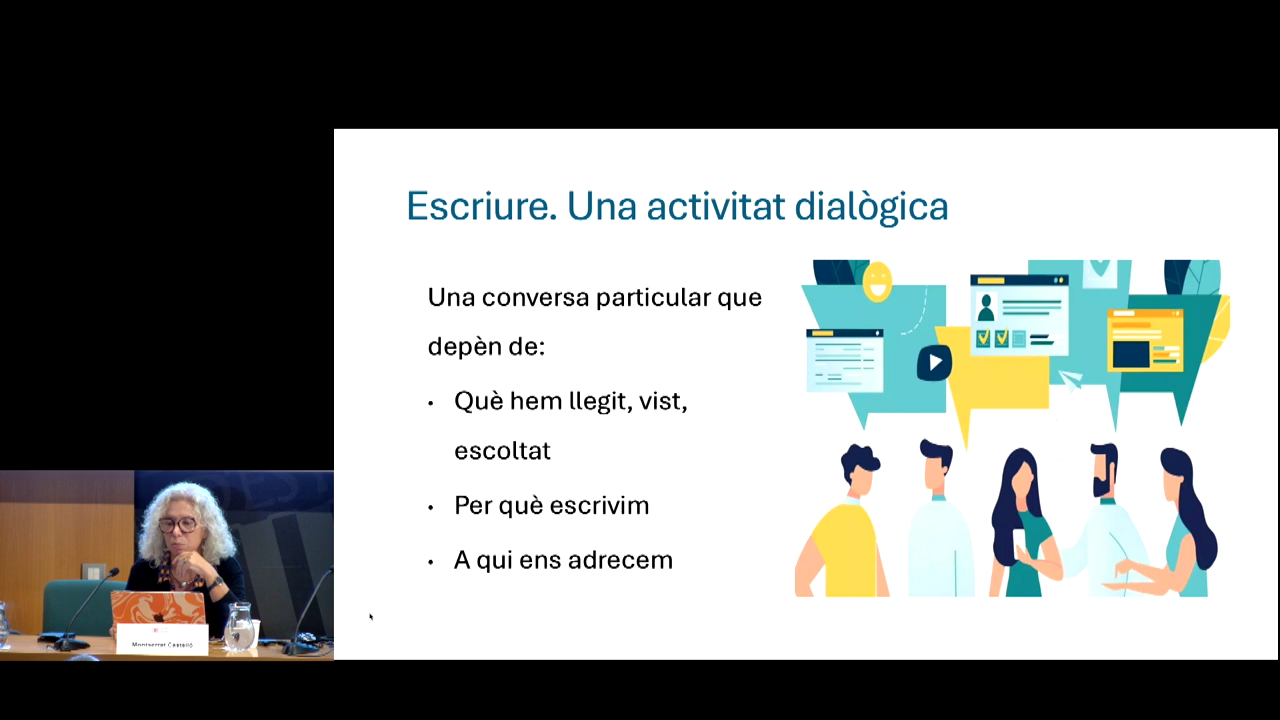 Escriure. Una activitat dialògica
Una conversa particular que
depèn de:
• Què hem llegit, vist,
escoltat
• Per què escrivim
• A qui ens adrecem
Montserrat Castelló